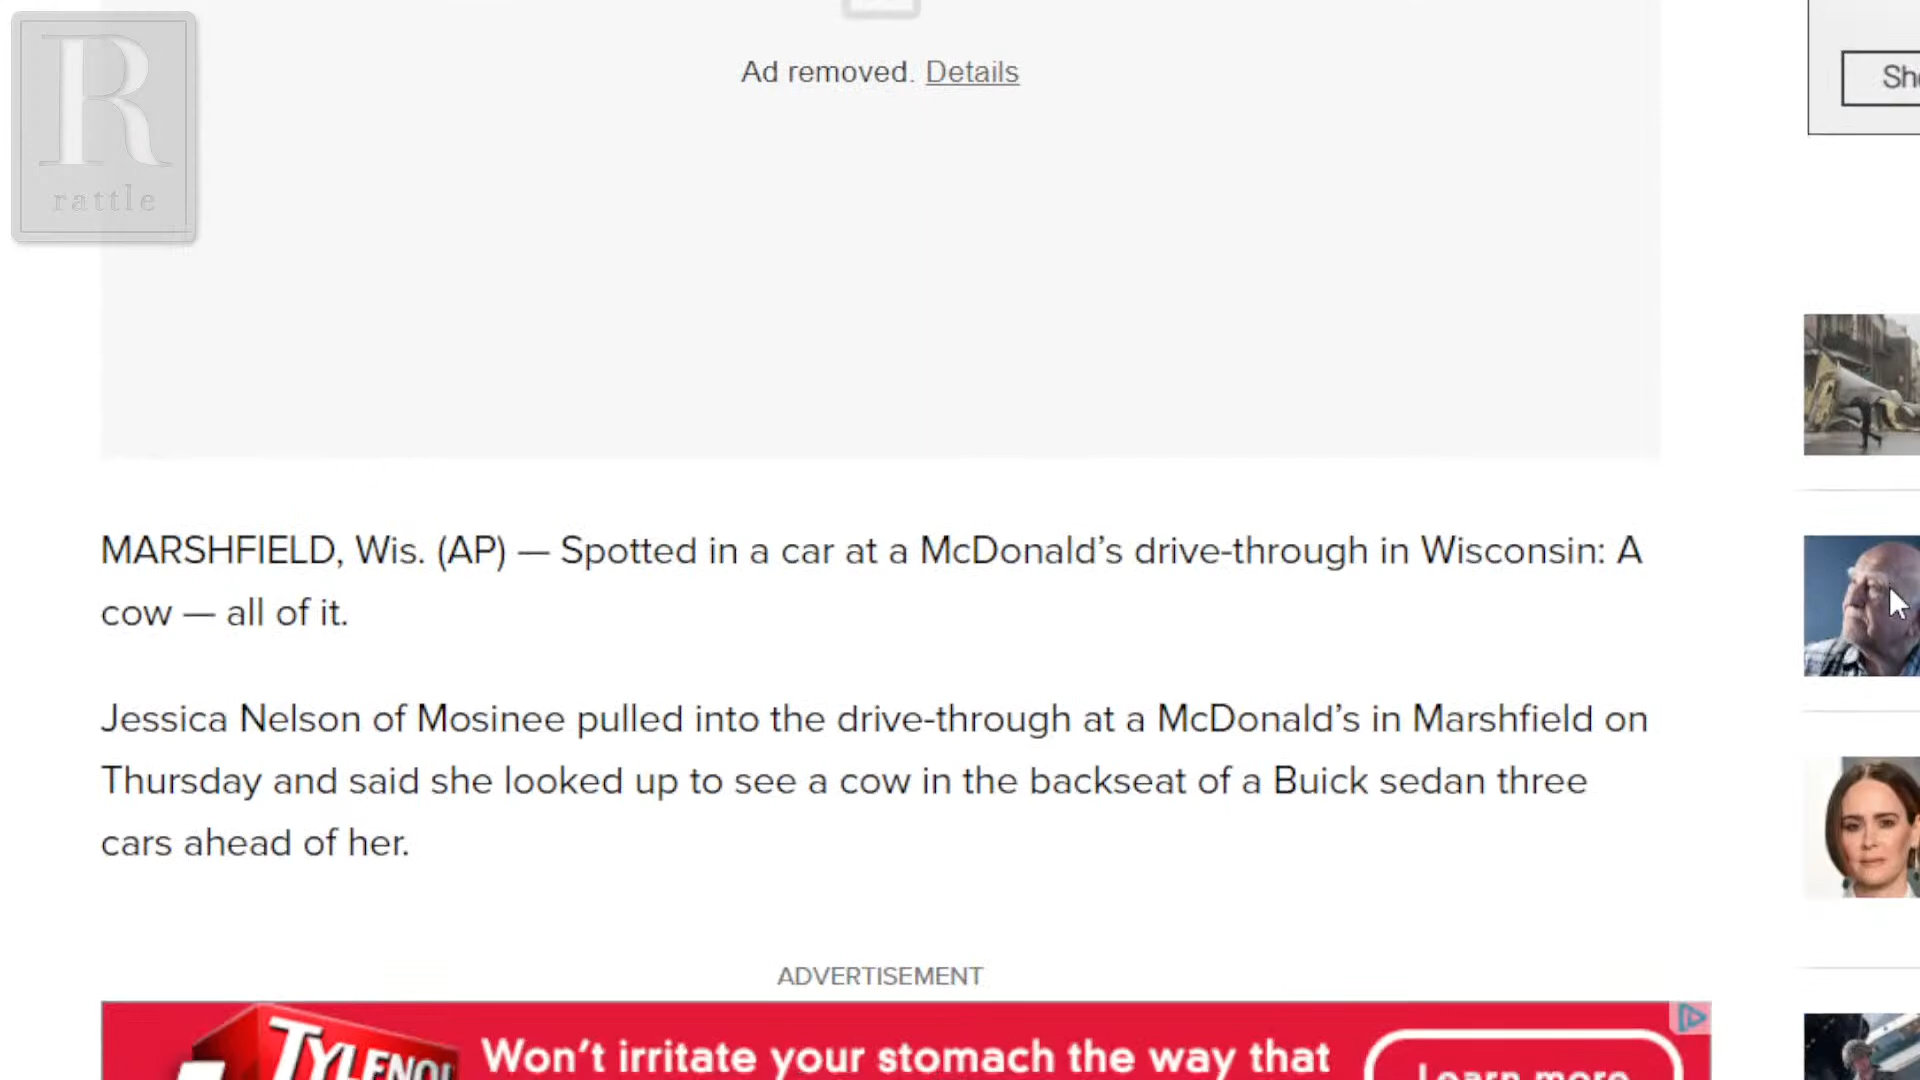 R
rattle
Ad removed. Details
MARSHFIELD, Wis. (AP) — Spotted in a car at a McDonald’s drive-through in Wisconsin: A
cow — all of it.
Jessica Nelson of Mosinee pulled into the drive-through at a McDonald’s in Marshfield on
Thursday and said she looked up to see a cow in the backseat of a Buick sedan three
cars ahead of her.
ADVERTISEMENT
TYLENOL
Won’t irritate your stomach the way that
Learn more